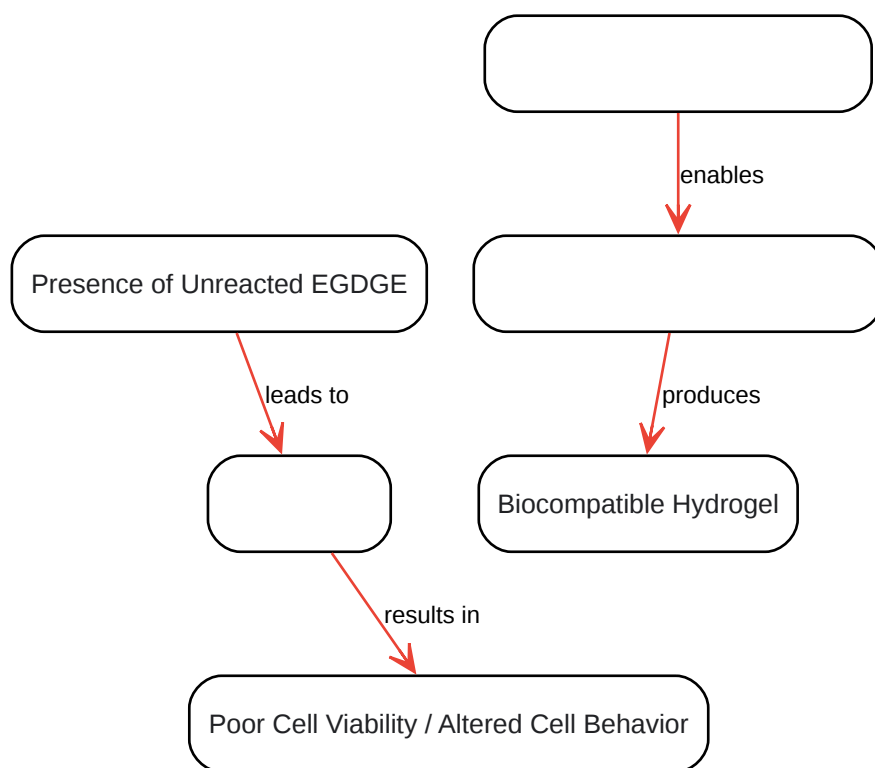 enables
Presence of Unreacted EGDGE
leads to
produces
Biocompatible Hydrogel
results in
Poor Cell Viability / Altered Cell Behavior